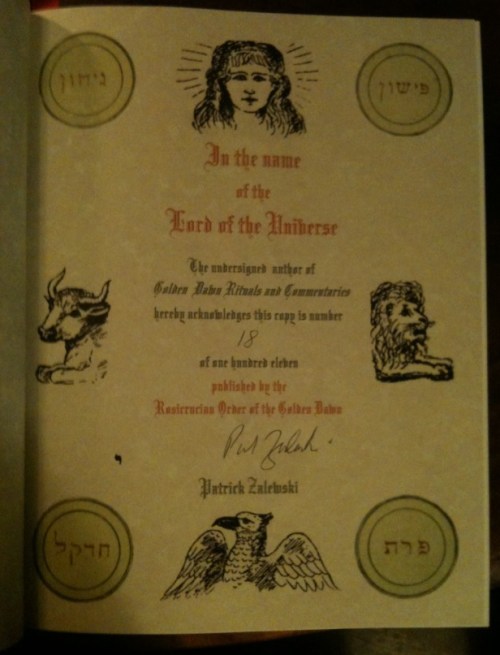 גיחון
פישון
In the name
of the
Lord of the Universe
The undersigned author of
Golden Dawn Rituals and Commentaries
hereby acknowledges this copy is number
18
of one hundred eleven
published by the
Rosicrucian Order of the Golden Dawn
Pat Zalewski
Patrick Zalewski
חדקל
פרת